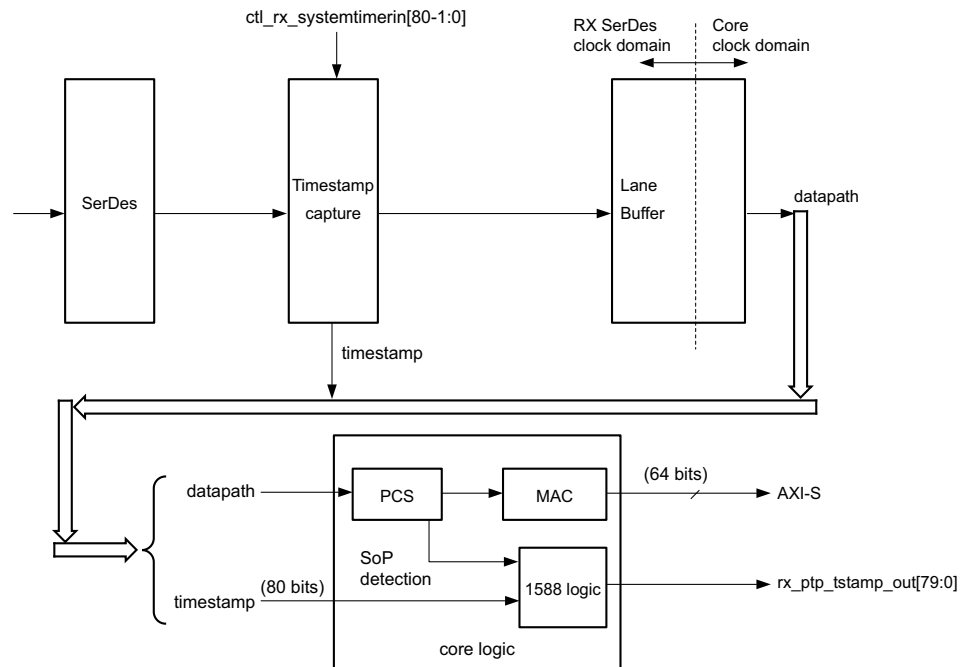 ctl_rx_systemtimerin[80-1:0]
RX SerDes
clock domain
Core
clock domain
SerDes
Timestamp
capture
Lane
Buffer
datapath
timestamp
datapath
PCS
MAC
(64 bits)
AXI-S
SoP
detection
timestamp
(80 bits)
1588 logic
rx_ptp_tstamp_out[79:0]
core logic